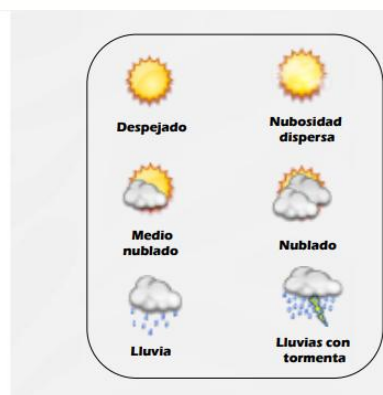 Despejado
Nubosidad
dispersa
Medio
nublado
Nublado
Lluvia
Lluvias con
tormenta